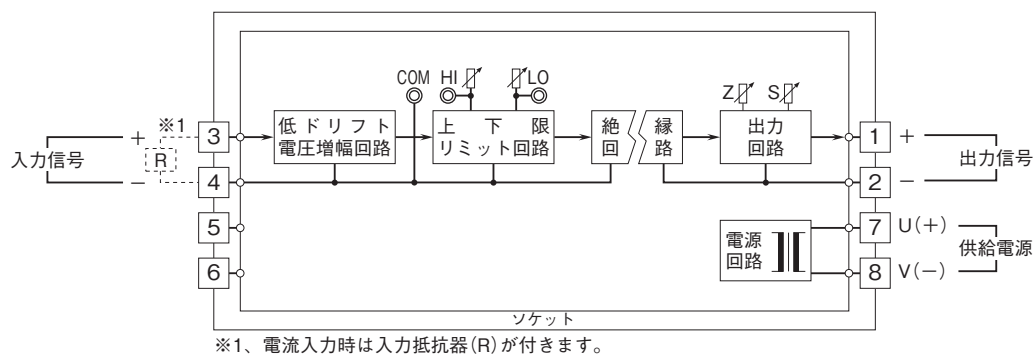 COM HI LO
Z S
※1
入力信号
+
R
−
3
4
5
6
低ドリフト
電圧増幅回路
上下限
リミット回路
絶縁
回路
出力
回路
1 +
2 −
出力信号
電源
回路
7 U(+)
8 V(−)
供給電源
ソケット
※1、電流入力時は入力抵抗器(R)が付きます。